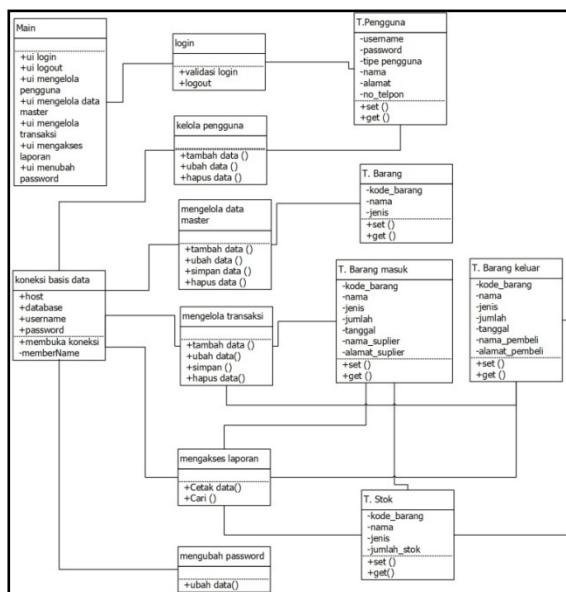 Main
+ui login
+ui logout
+ui mengelola
pengguna
+ui mengelola data
master
+ui mengelola
transaksi
+ui mengakses
laporan
+ui menubah
password
login
+validasi login
+logout
T.Pengguna
-username
-password
-tipe pengguna
-nama
-alamat
-no_telpon
+set ()
+get ()
kelola pengguna
+tambah data ()
+ubah data ()
+hapus data ()
T. Barang
-kode_barang
-nama
-jenis
+set ()
+get ()
mengelola data
master
+tambah data ()
+ubah data ()
+simpan data ()
+hapus data ()
koneksi basis data
+host
+database
+username
+password
+membuka koneksi
-memberName
mengelola transaksi
+tambah data ()
+ubah data()
+simpan ()
+hapus data()
T. Barang masuk
-kode_barang
-nama
-jenis
-jumlah
-tanggal
-nama_suplier
-alamat_suplier
+set ()
+get ()
T. Barang keluar
-kode_barang
-nama
-jenis
-jumlah
-tanggal
-nama_pembeli
-alamat_pembeli
+set ()
+get ()
mengakses laporan
+Cetak data()
+Cari ()
T. Stok
-kode_barang
-nama
-jenis
-jumlah_stok
+set ()
+get()
mengubah password
+ubah data()